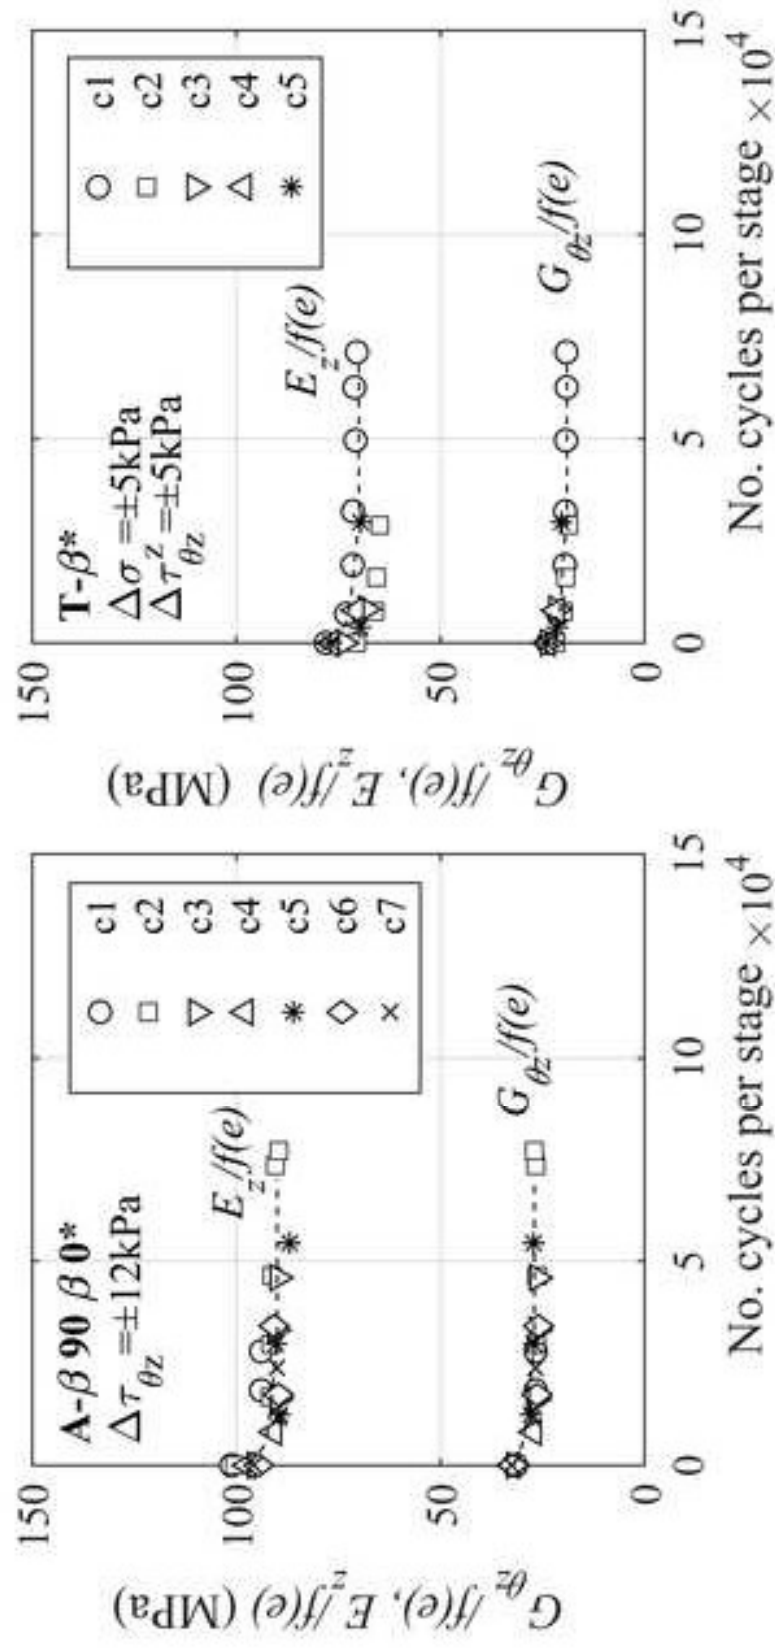 A-β 90 β 0*
Δτθz =±12kPa
Ez/f(e)
Gθz/f(e)
c1
c2
c3
c4
c5
c6
c7
150
100
50
0
0
5
10
15
Gθz/f(e), Ez/f(e) (MPa)
No. cycles per stage ×10⁴
T-β*
Δσz =±5kPa
Δτθz =±5kPa
Ez/f(e)
Gθz/f(e)
c1
c2
c3
c4
c5
150
100
50
0
0
5
10
15
Gθz/f(e), Ez/f(e) (MPa)
No. cycles per stage ×10⁴